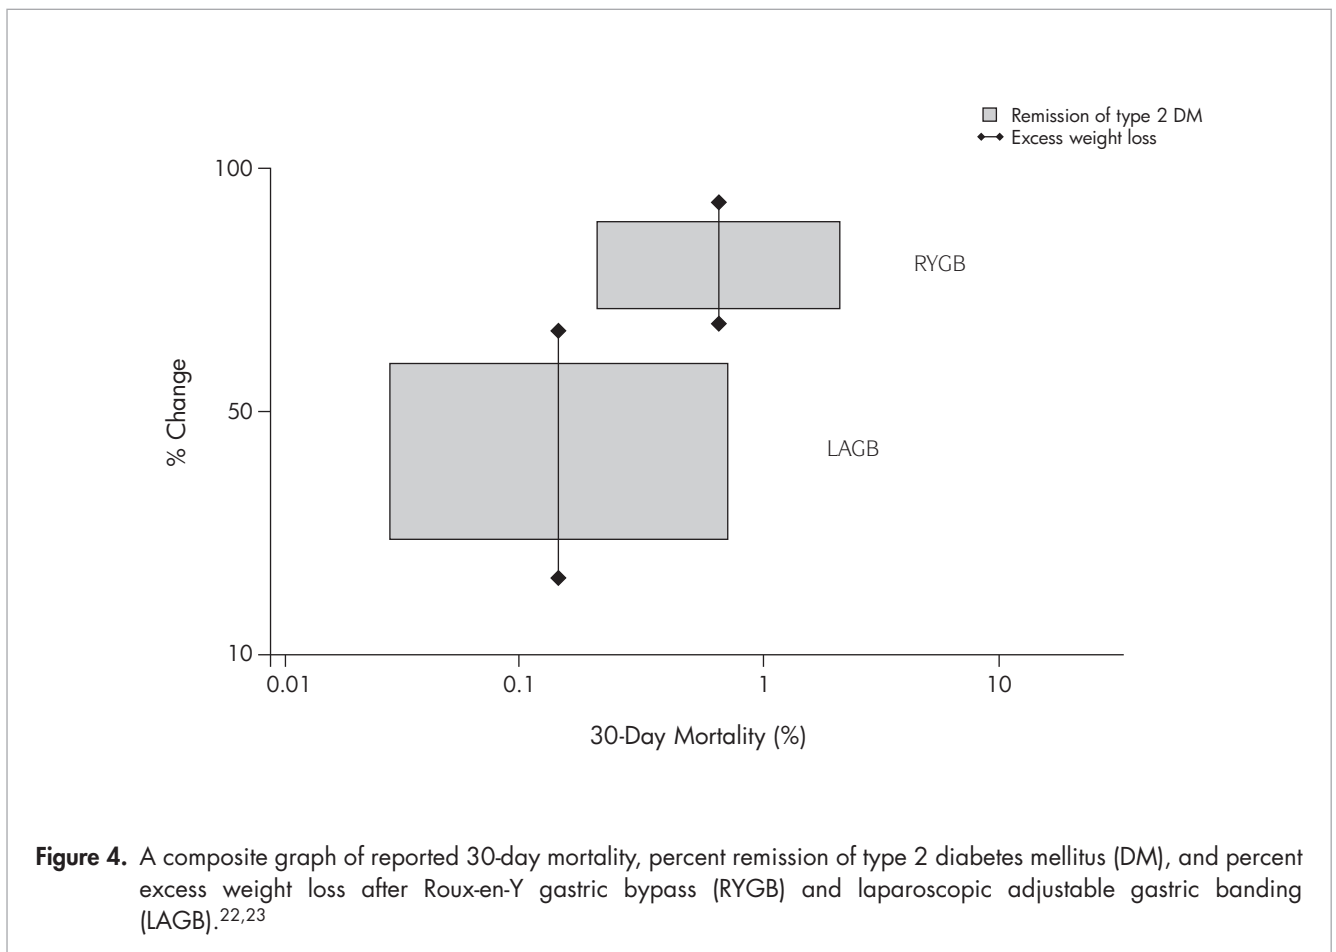 Remission of type 2 DM
Excess weight loss
100
RYGB
% Change
50
LAGB
10
0.01 0.1 1 10
30-Day Mortality (%)
Figure 4. A composite graph of reported 30-day mortality, percent remission of type 2 diabetes mellitus (DM), and percent
excess weight loss after Roux-en-Y gastric bypass (RYGB) and laparoscopic adjustable gastric banding
(LAGB).22,23